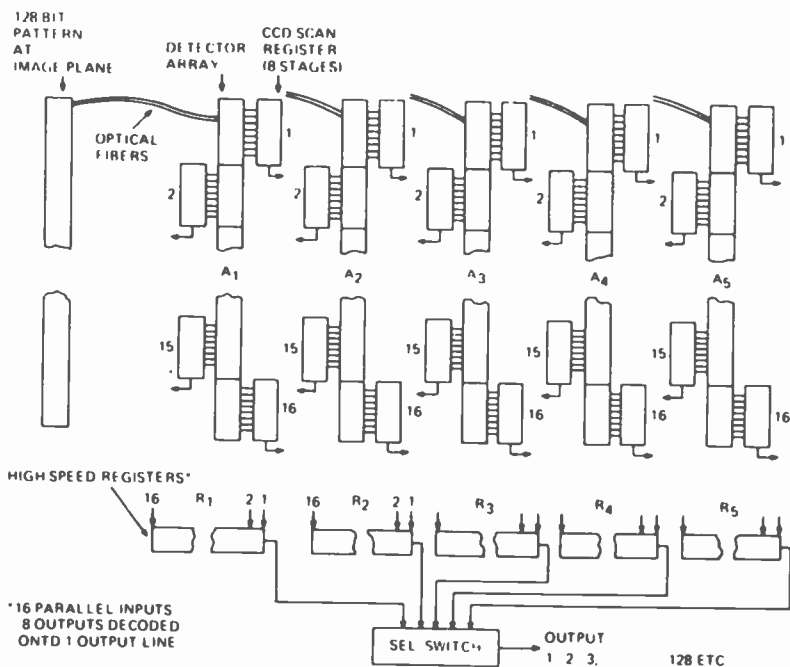 128 BIT
PATTERN
AT
IMAGE PLANE
DETECTOR
ARRAY
CCD SCAN
REGISTER
(8 STAGES)
OPTICAL
FIBERS
1 1 1 1 1
2 2 2 2 2
A1 A2 A3 A4 A5
15 15 15 15 15
16 16 16 16 16
HIGH SPEED REGISTERS*
16 R1 2 1 16 R2 2 1 R3 R4 R5
*16 PARALLEL INPUTS
8 OUTPUTS DECODED
ONTO 1 OUTPUT LINE
SEL SWITCH
OUTPUT
1 2 3. 128 ETC